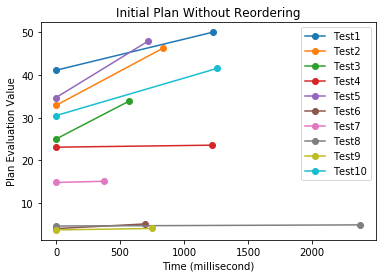 Initial Plan Without Reordering
50
40
30
20
10
Plan Evaluation Value
0
500
1000
1500
2000
Time (millisecond)
Test1
Test2
Test3
Test4
Test5
Test6
Test7
Test8
Test9
Test10